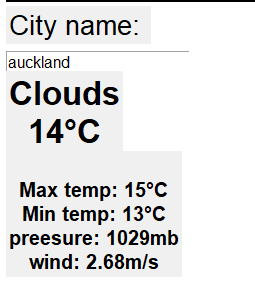 City name:
auckland
Clouds
14°C
Max temp: 15°C
Min temp: 13°C
preesure: 1029mb
wind: 2.68m/s